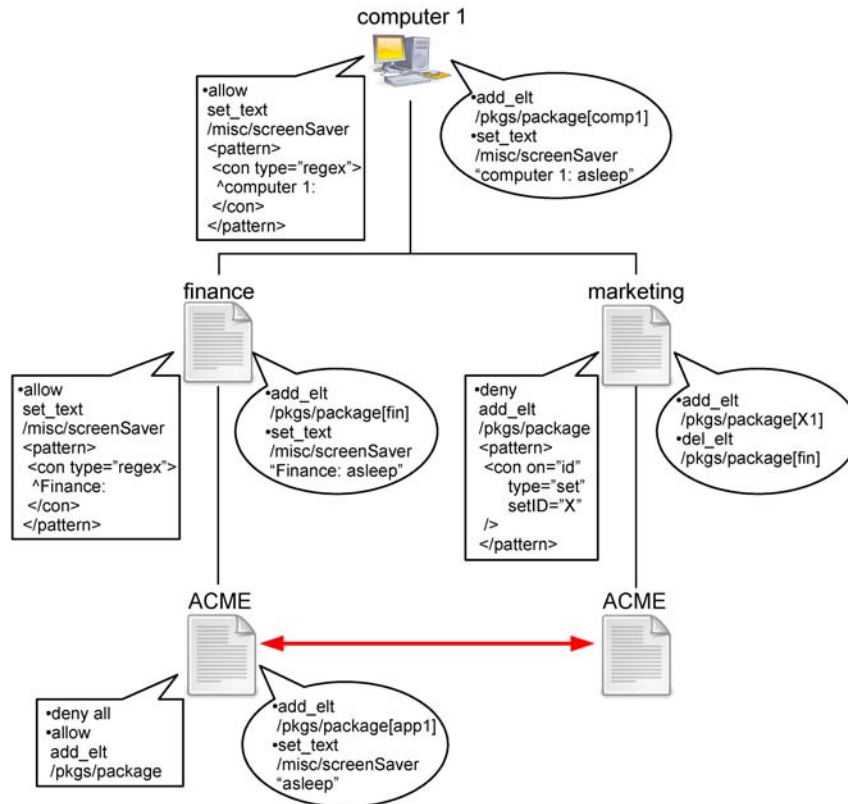 computer 1
•allow
set_text
/misc/screenSaver
<pattern>
<con type=”regex”>
^computer 1:
</con>
</pattern>
•add_elt
/pkgs/package[comp1]
•set_text
/misc/screenSaver
“computer 1: asleep”
finance
•allow
set_text
/misc/screenSaver
<pattern>
<con type=”regex”>
^Finance:
</con>
</pattern>
•add_elt
/pkgs/package[fin]
•set_text
/misc/screenSaver
“Finance: asleep”
marketing
•deny
add_elt
/pkgs/package
<pattern>
<con on=”id”
type=”set”
setID=”X”
/>
</pattern>
•add_elt
/pkgs/package[X1]
•del_elt
/pkgs/package[fin]
ACME
•deny all
•allow
add_elt
/pkgs/package
•add_elt
/pkgs/package[app1]
•set_text
/misc/screenSaver
“asleep”
ACME